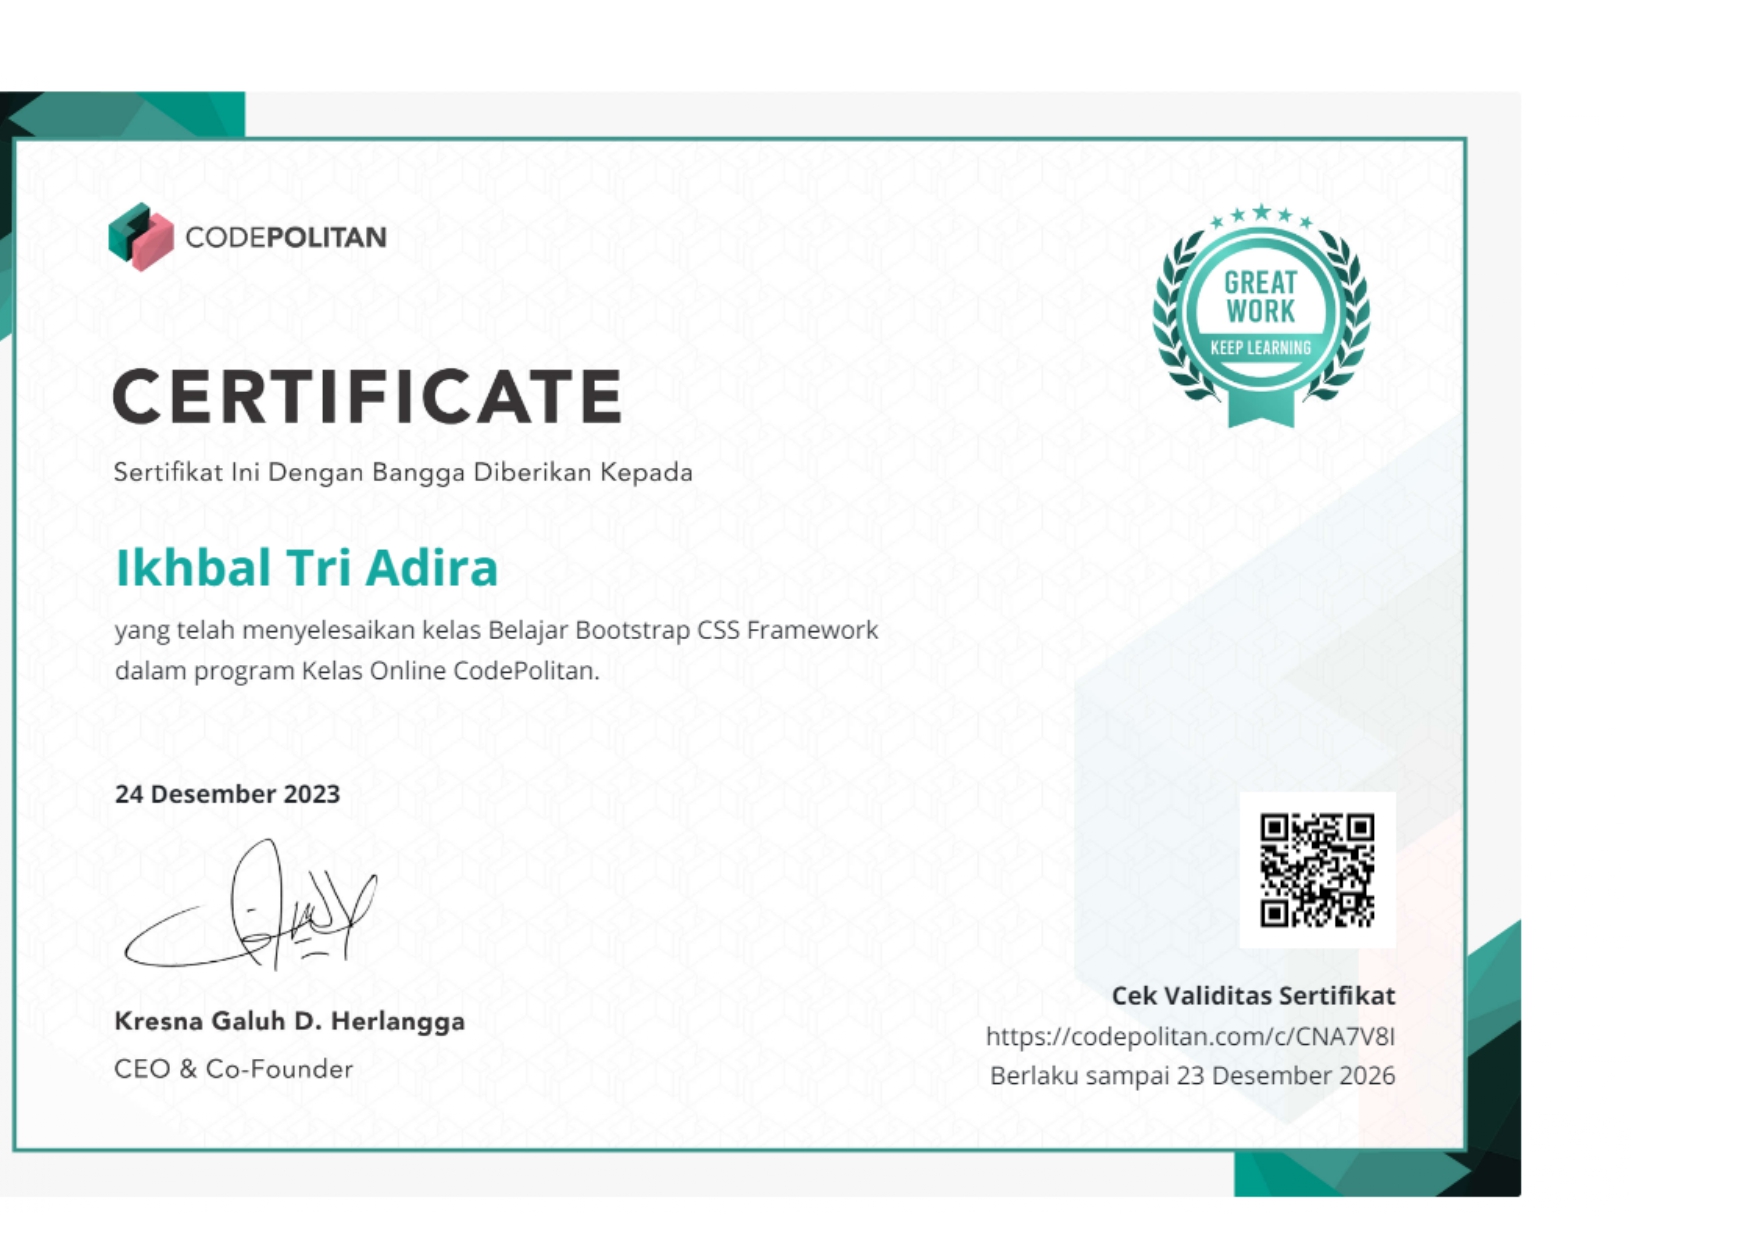 CODEPOLITAN
GREAT
WORK
KEEP LEARNING
CERTIFICATE
Sertifikat Ini Dengan Bangga Diberikan Kepada
Ikhbal Tri Adira
yang telah menyelesaikan kelas Belajar Bootstrap CSS Framework
dalam program Kelas Online CodePolitan.
24 Desember 2023
Kresna Galuh D. Herlangga
CEO & Co-Founder
Cek Validitas Sertifikat
https://codepolitan.com/c/CNA7V8I
Berlaku sampai 23 Desember 2026